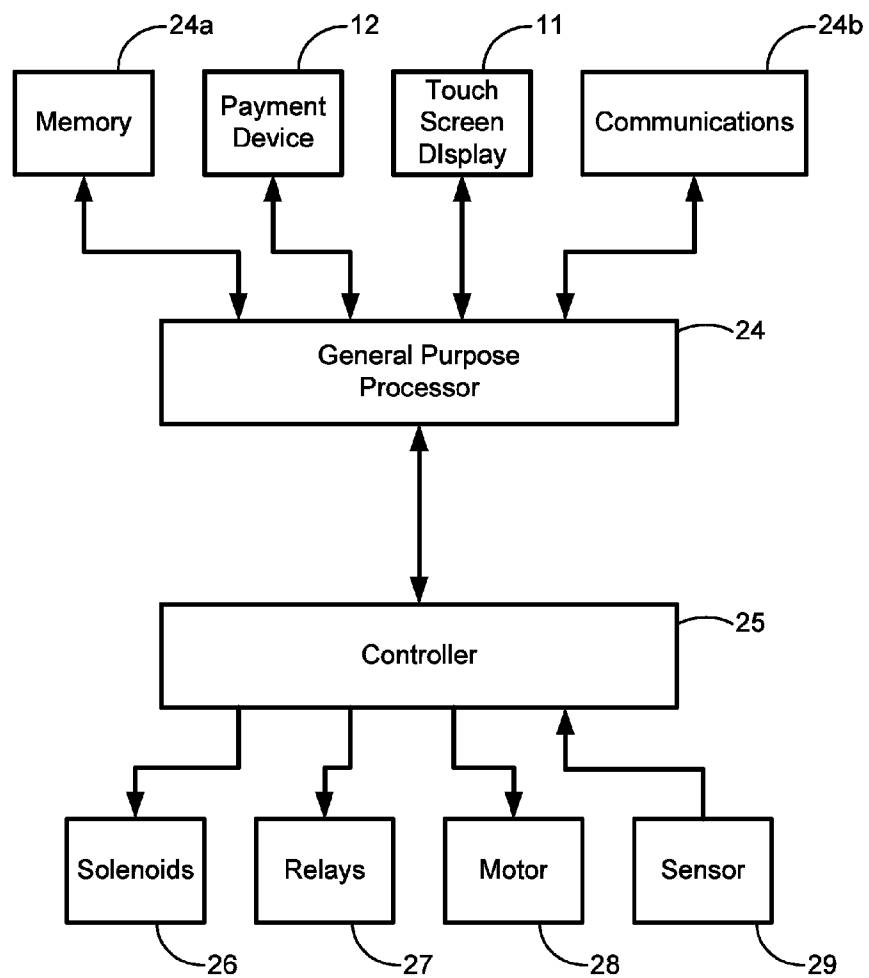 24a
12
11
24b
Memory
Payment
Device
Touch
Screen
DIsplay
Communications
24
General Purpose
Processor
25
Controller
Solenoids
Relays
Motor
Sensor
26
27
28
29